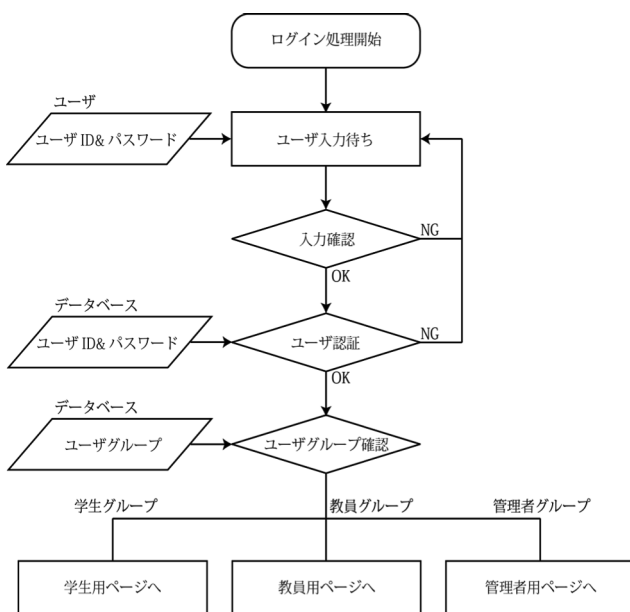 ログイン処理開始
ユーザ
ユーザ ID& パスワード
ユーザ入力待ち
入力確認
NG
OK
データベース
ユーザ ID& パスワード
ユーザ認証
NG
OK
データベース
ユーザグループ
ユーザグループ確認
学生グループ
教員グループ
管理者グループ
学生用ページへ
教員用ページへ
管理者用ページへ